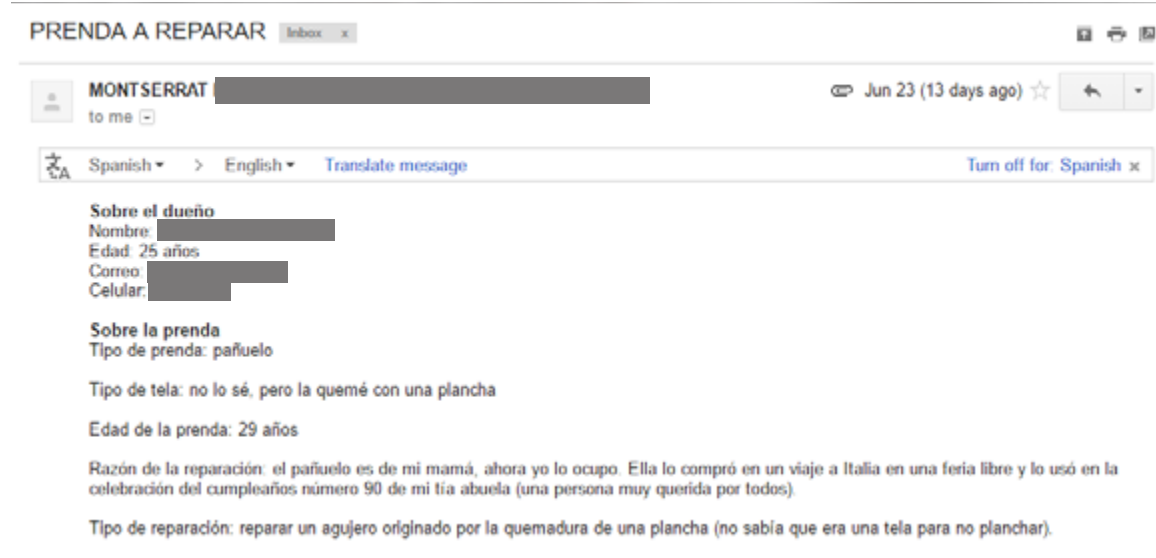 PRENDA A REPARAR Inbox x
MONTSERRAT Jun 23 (13 days ago)
to me
Spanish > English Translate message Turn off for: Spanish x
Sobre el dueño
Nombre:
Edad: 25 años
Correo:
Celular:
Sobre la prenda
Tipo de prenda: pañuelo
Tipo de tela: no lo sé, pero la quemé con una plancha
Edad de la prenda: 29 años
Razón de la reparación: el pañuelo es de mi mamá, ahora yo lo ocupo. Ella lo compró en un viaje a Italia en una feria libre y lo usó en la
celebración del cumpleaños número 90 de mi tía abuela (una persona muy querida por todos).
Tipo de reparación: reparar un agujero originado por la quemadura de una plancha (no sabía que era una tela para no planchar).